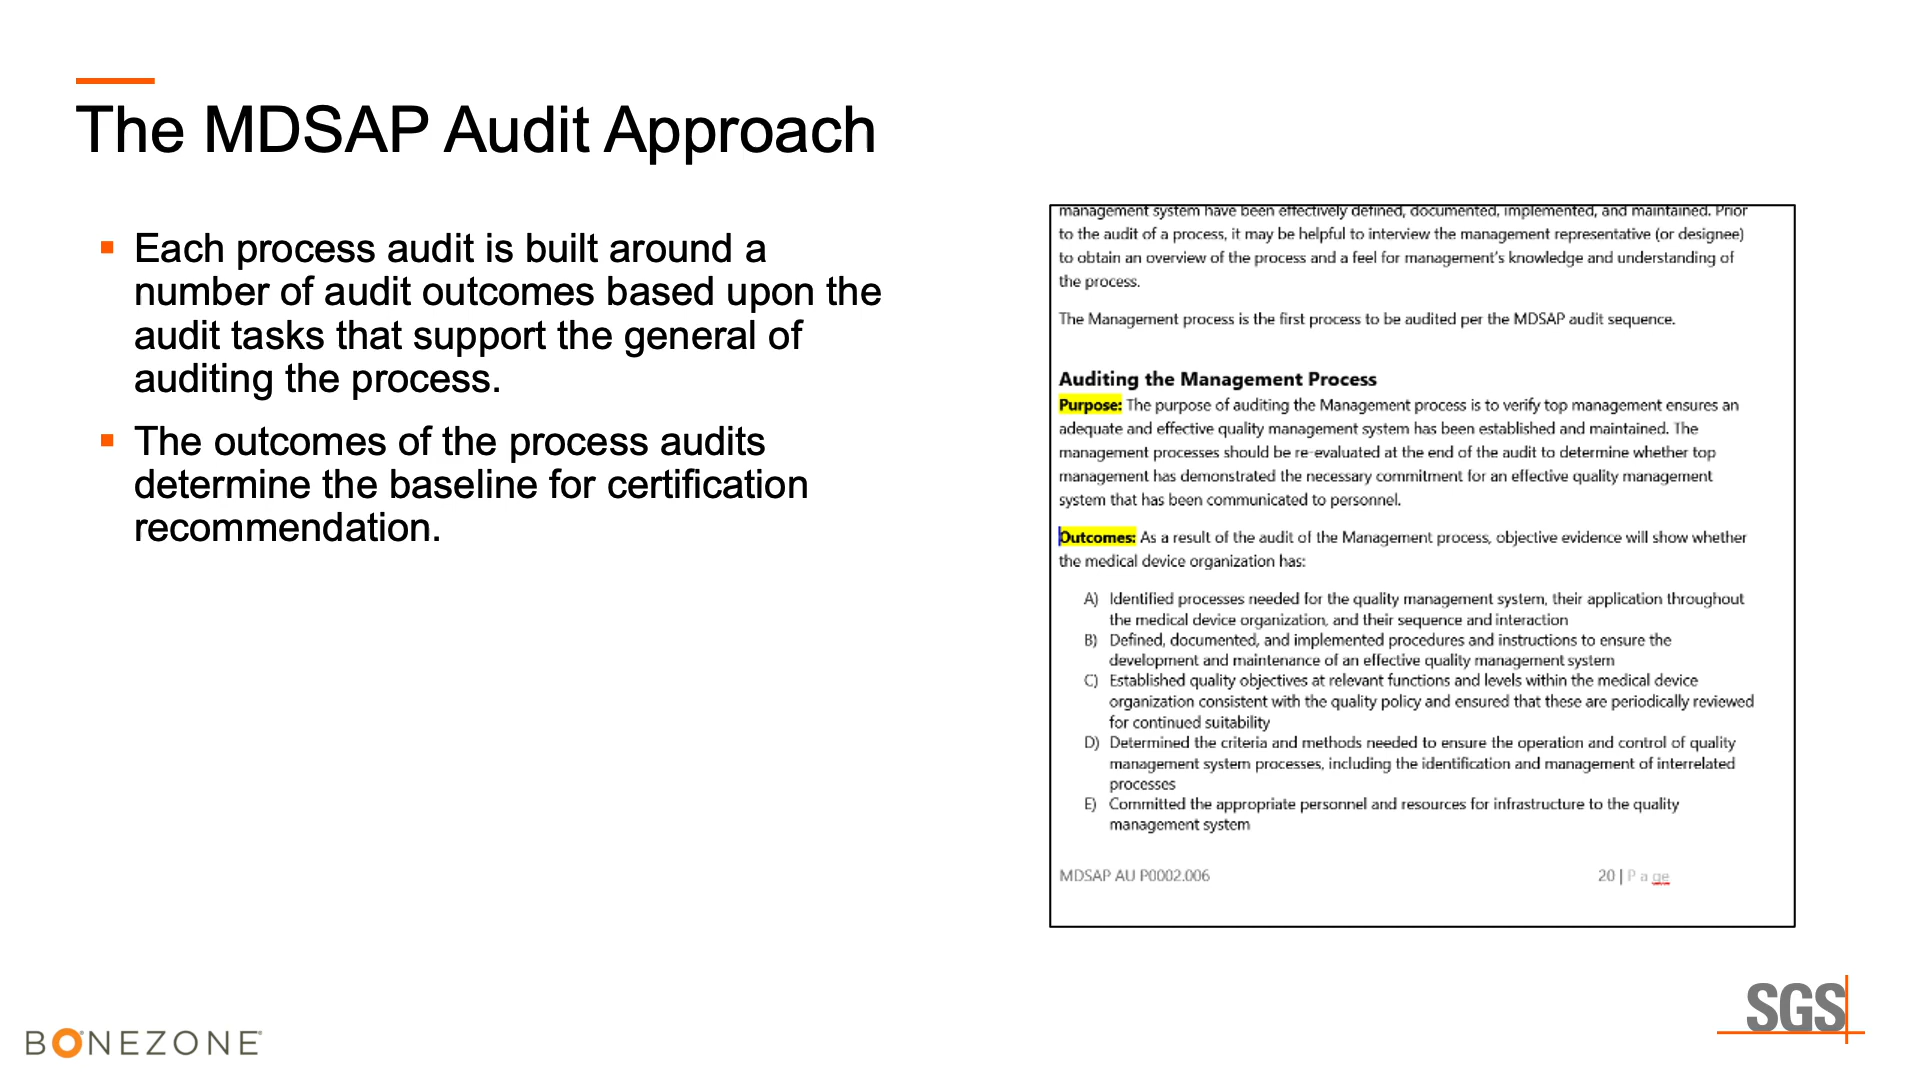 The MDSAP Audit Approach
Each process audit is built around a
number of audit outcomes based upon the
audit tasks that support the general of
auditing the process.
The outcomes of the process audits
determine the baseline for certification
recommendation.
management system have been effectively defined, documented, implemented, and maintained. Prior
to the audit of a process, it may be helpful to interview the management representative (or designee)
to obtain an overview of the process and a feel for management's knowledge and understanding of
the process.
The Management process is the first process to be audited per the MDSAP audit sequence.
Auditing the Management Process
Purpose: The purpose of auditing the Management process is to verify top management ensures an
adequate and effective quality management system has been established and maintained. The
management processes should be re-evaluated at the end of the audit to determine whether top
management has demonstrated the necessary commitment for an effective quality management
system that has been communicated to personnel.
Outcomes: As a result of the audit of the Management process, objective evidence will show whether
the medical device organization has:
A) Identified processes needed for the quality management system, their application throughout
the medical device organization, and their sequence and interaction
B) Defined, documented, and implemented procedures and instructions to ensure the
development and maintenance of an effective quality management system
C) Established quality objectives at relevant functions and levels within the medical device
organization consistent with the quality policy and ensured that these are periodically reviewed
for continued suitability
D) Determined the criteria and methods needed to ensure the operation and control of quality
management system processes, including the identification and management of interrelated
processes
E) Committed the appropriate personnel and resources for infrastructure to the quality
management system
MDSAP AU P0002.006 20 | P a ge
BONEZONE
SGS